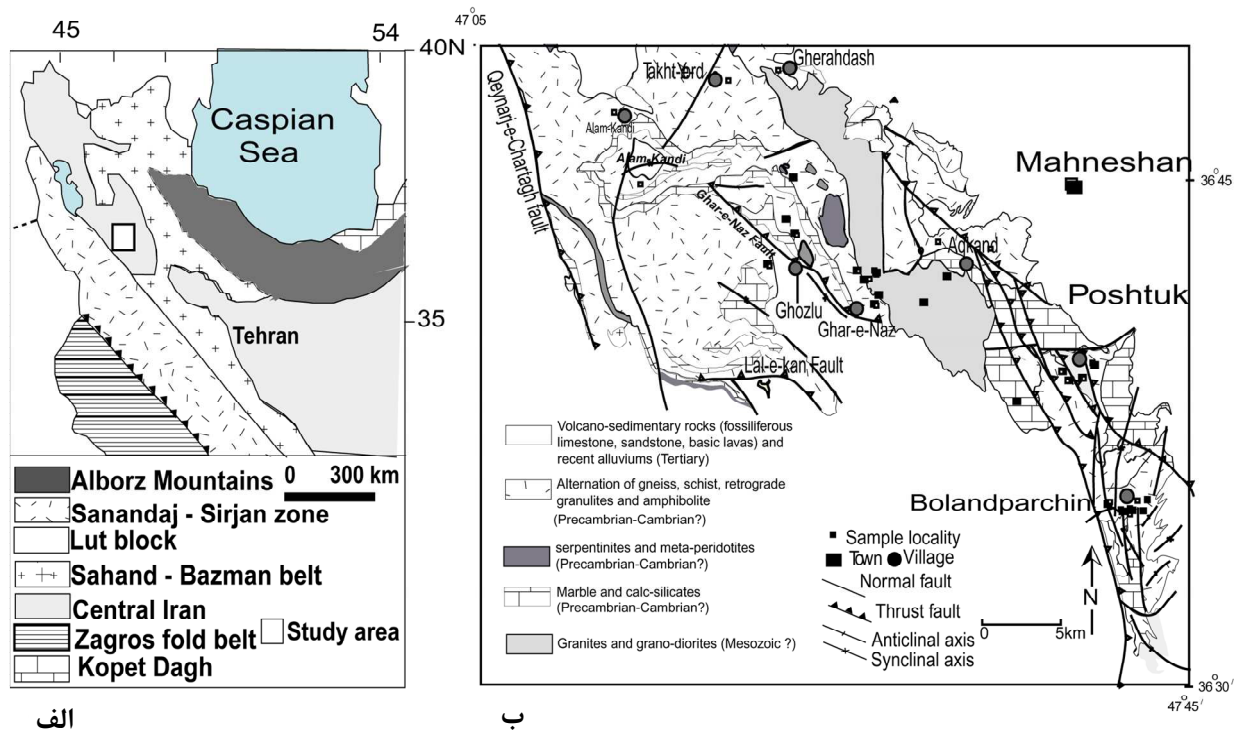 45
54
40N
Caspian
Sea
Tehran
35
Alborz Mountains
0 300 km
Sanandaj - Sirjan zone
Lut block
Sahand - Bazman belt
Central Iran
Zagros fold belt
Study area
Kopet Dagh
الف
47°05
Gherahdash
Takht-Yord
Qeynarj-e-Chartagh fault
Alam-Kandi
Alam-Kandi
Mahneshan
36°45
Ghar-e-Naz Fault
Aqkand
Poshtuk
Ghozlu
Ghar-e-Naz
Lal-e-kan Fault
Bolandparchin
Volcano-sedimentary rocks (fossiliferous
limestone, sandstone, basic lavas) and
recent alluviums (Tertiary)
Alternation of gneiss, schist, retrograde
granulites and amphibolite
(Precambrian-Cambrian?)
serpentinites and meta-peridotites
(Precambrian-Cambrian?)
Marble and calc-silicates
(Precambrian-Cambrian?)
Granites and grano-diorites (Mesozoic ?)
Sample locality
Town Village
Normal fault
Thrust fault
Anticlinal axis
Synclinal axis
N
0 5km
36°30′
47°45′
ب